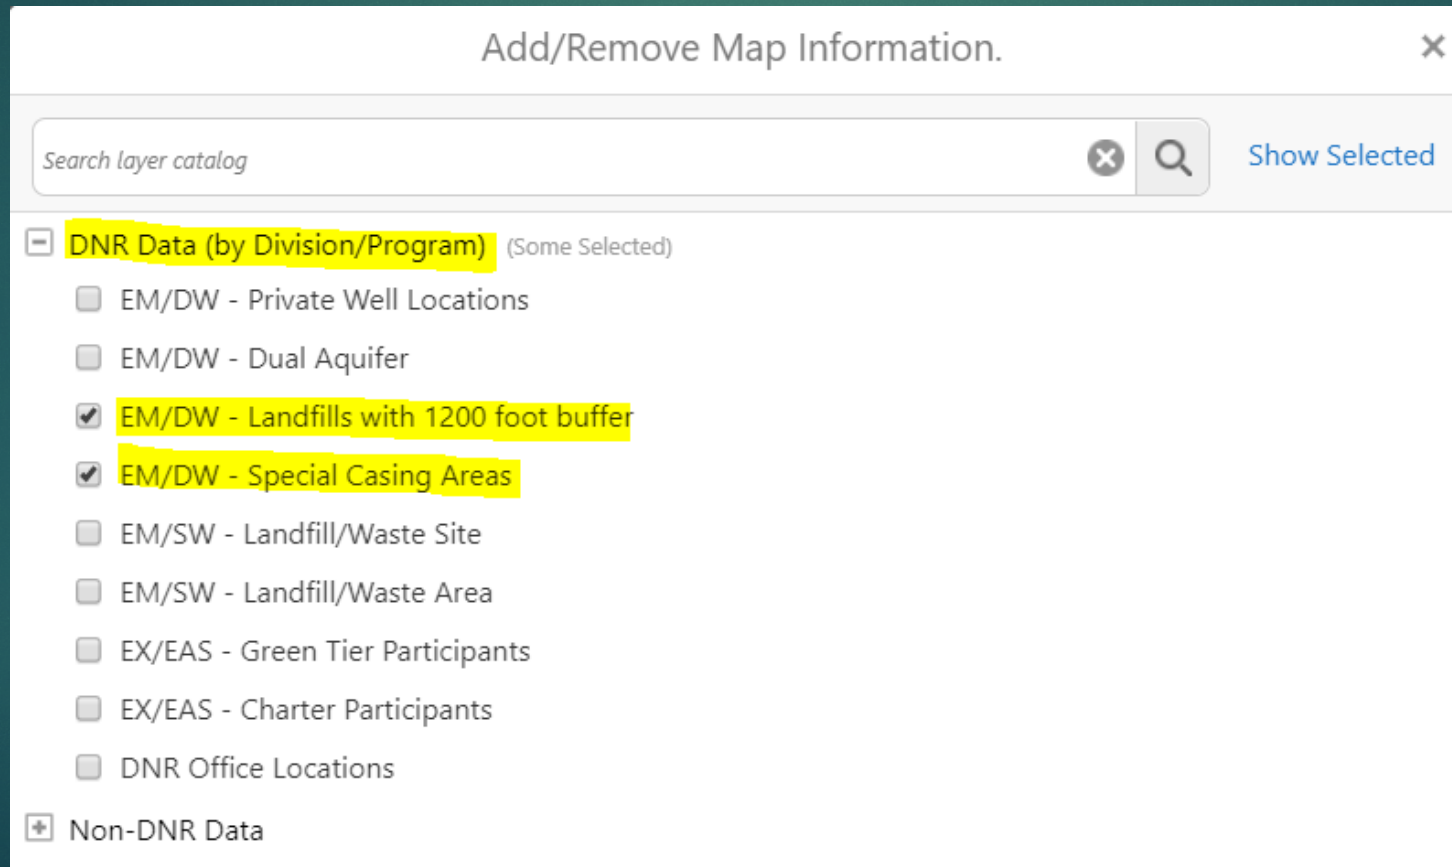 Add/Remove Map Information.
Search layer catalog
Show Selected
DNR Data (by Division/Program) (Some Selected)
EM/DW - Private Well Locations
EM/DW - Dual Aquifer
EM/DW - Landfills with 1200 foot buffer
EM/DW - Special Casing Areas
EM/SW - Landfill/Waste Site
EM/SW - Landfill/Waste Area
EX/EAS - Green Tier Participants
EX/EAS - Charter Participants
DNR Office Locations
Non-DNR Data